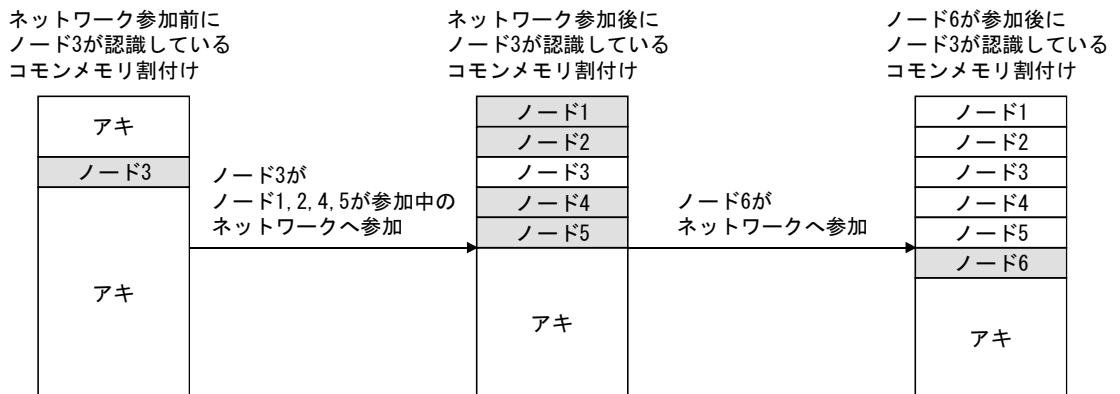 ネットワーク参加前に
ノード3が認識している
コモンメモリ割付け
アキ
ノード3
アキ
ノード3が
ノード1,2,4,5が参加中の
ネットワークへ参加
ネットワーク参加後に
ノード3が認識している
コモンメモリ割付け
ノード1
ノード2
ノード3
ノード4
ノード5
アキ
ノード6が
ネットワークへ参加
ノード6が参加後に
ノード3が認識している
コモンメモリ割付け
ノード1
ノード2
ノード3
ノード4
ノード5
ノード6
アキ